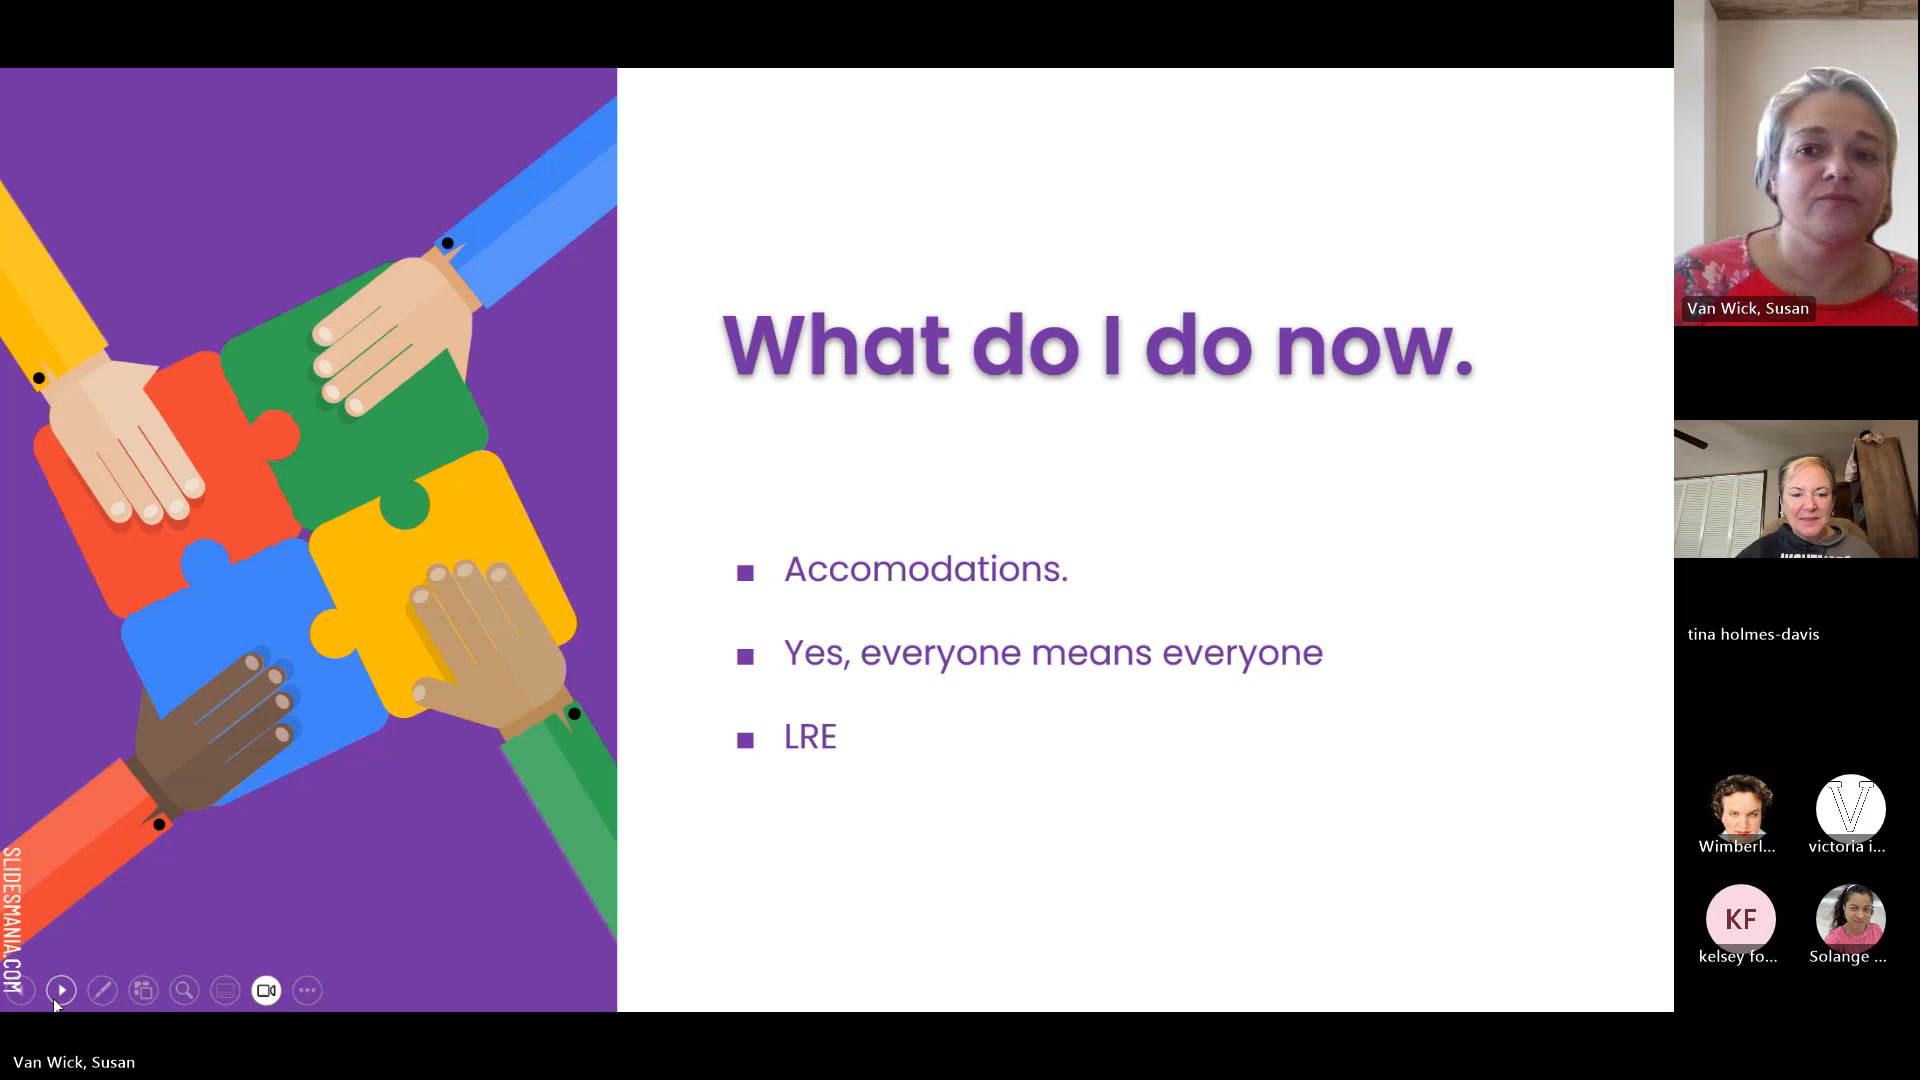 What do I do now.
Accomodations.
Yes, everyone means everyone
LRE
SLIDESMANIA.COM
Van Wick, Susan
tina holmes-davis
Wimberl...
victoria i...
V
KF
kelsey fo...
Solange ...
Van Wick, Susan